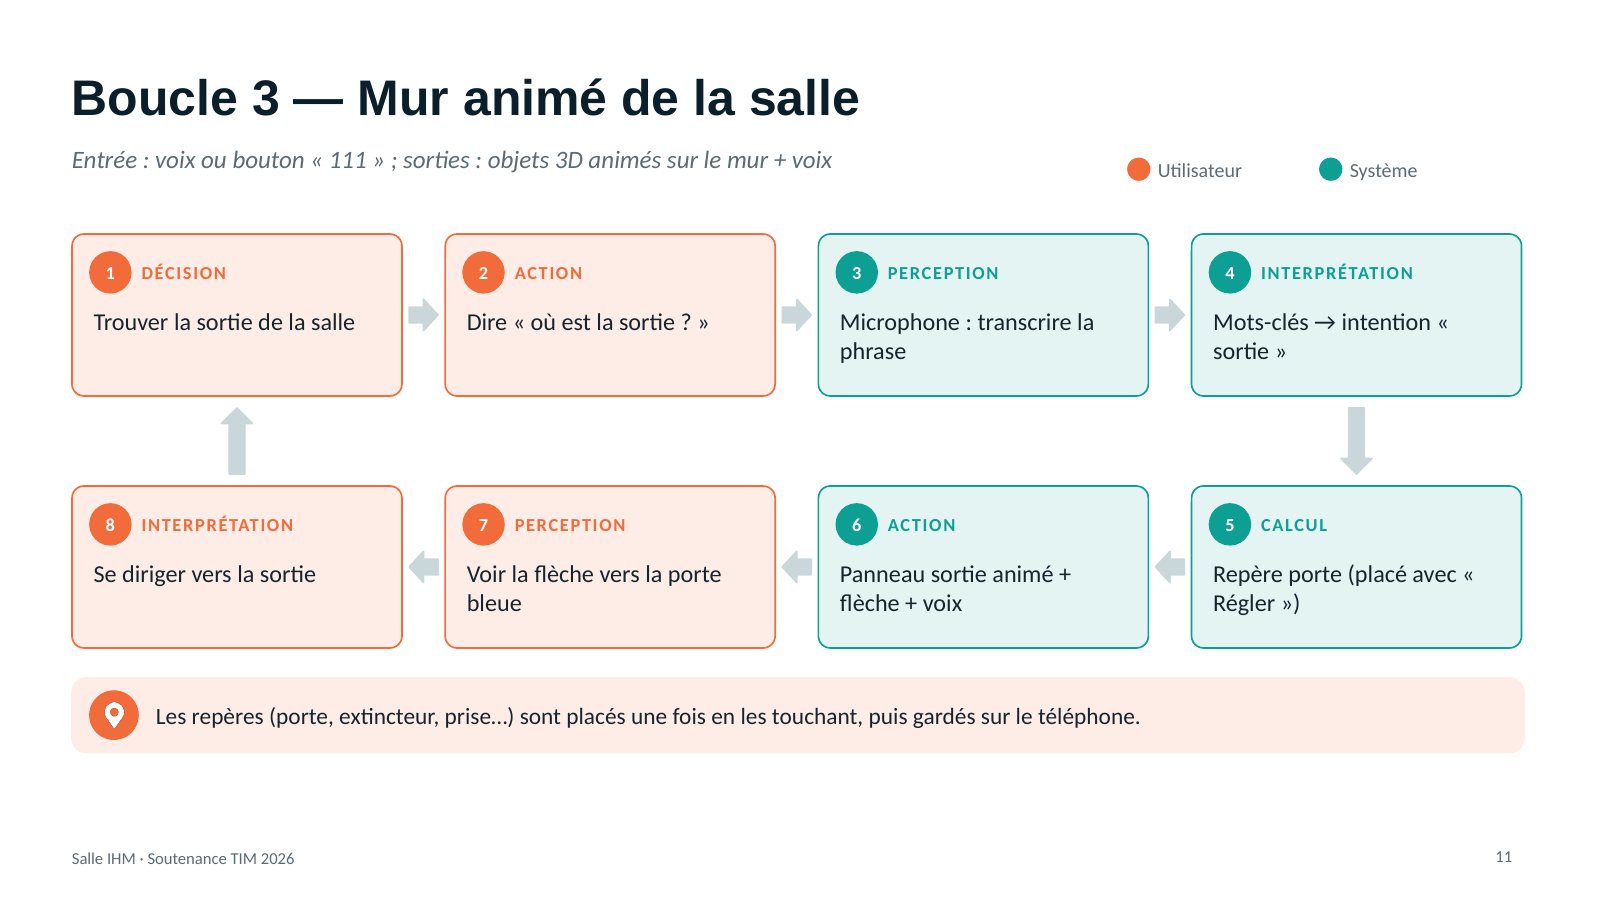 Boucle 3 — Mur animé de la salle
Entrée : voix ou bouton « 111 » ; sorties : objets 3D animés sur le mur + voix
Utilisateur
Système
1 DÉCISION
Trouver la sortie de la salle
2 ACTION
Dire « où est la sortie ? »
3 PERCEPTION
Microphone : transcrire la
phrase
4 INTERPRÉTATION
Mots-clés → intention «
sortie »
8 INTERPRÉTATION
Se diriger vers la sortie
7 PERCEPTION
Voir la flèche vers la porte
bleue
6 ACTION
Panneau sortie animé +
flèche + voix
5 CALCUL
Repère porte (placé avec «
Régler »)
Les repères (porte, extincteur, prise…) sont placés une fois en les touchant, puis gardés sur le téléphone.
Salle IHM · Soutenance TIM 2026
11